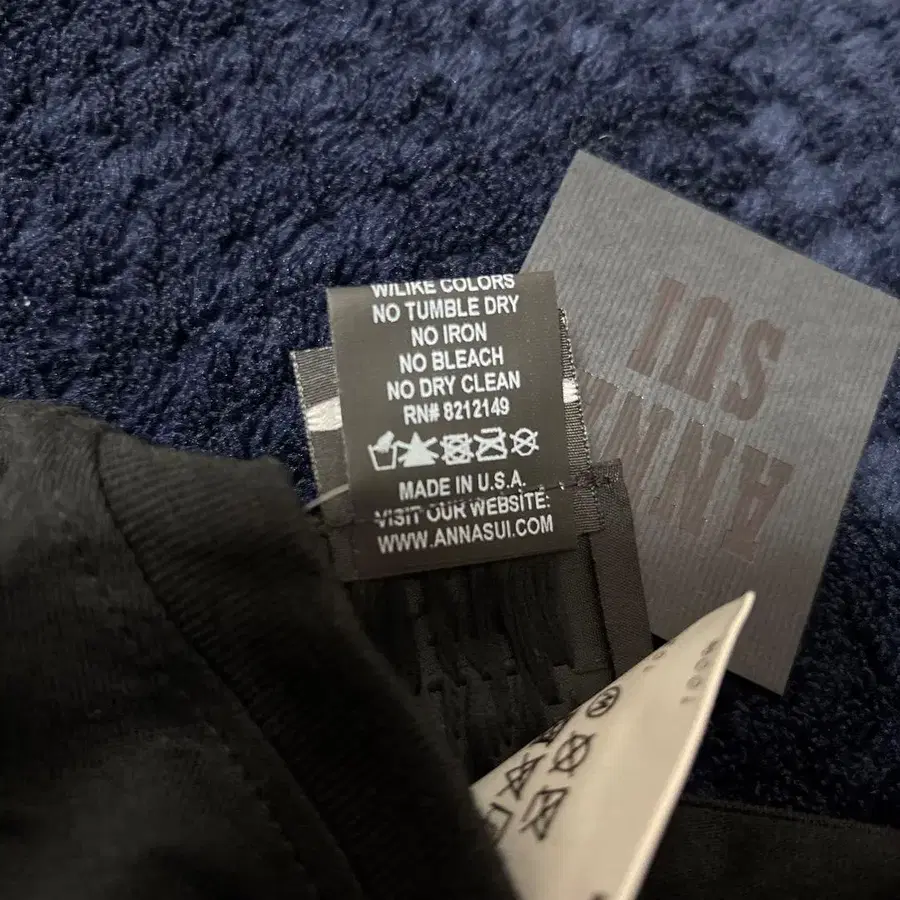 W/LIKE COLORS
NO TUMBLE DRY
NO IRON
NO BLEACH
NO DRY CLEAN
RN# 8212149
MADE IN U.S.A.
VISIT OUR WEBSITE:
WWW.ANNASUI.COM
ANNA
SUI
W